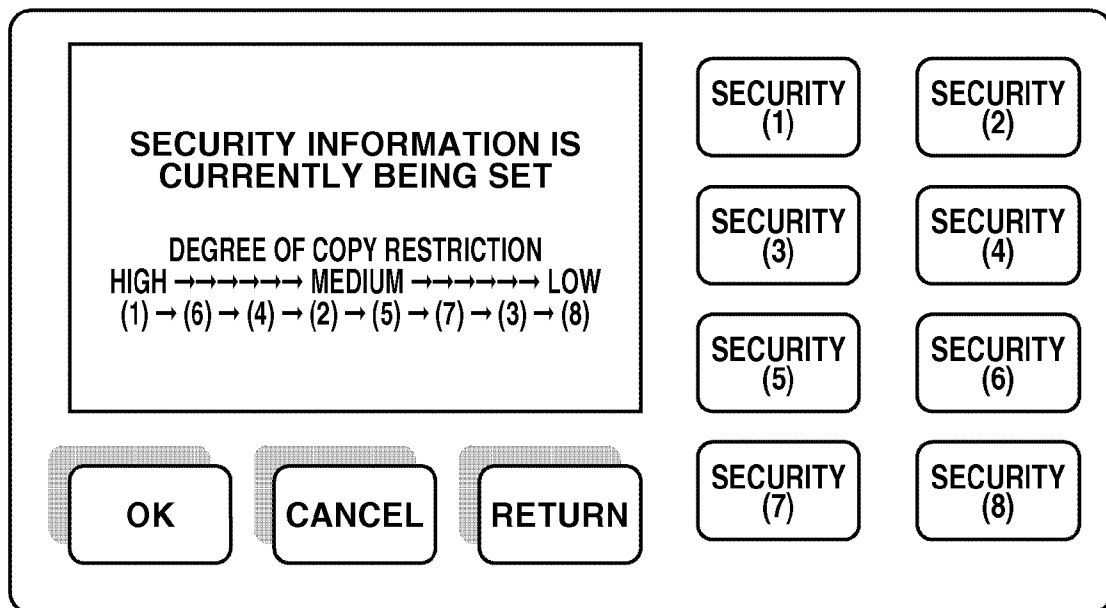 SECURITY INFORMATION IS
CURRENTLY BEING SET
DEGREE OF COPY RESTRICTION
HIGH →→→→→→ MEDIUM →→→→→→ LOW
(1) → (6) → (4) → (2) → (5) → (7) → (3) → (8)
OK
CANCEL
RETURN
SECURITY
(1)
SECURITY
(2)
SECURITY
(3)
SECURITY
(4)
SECURITY
(5)
SECURITY
(6)
SECURITY
(7)
SECURITY
(8)